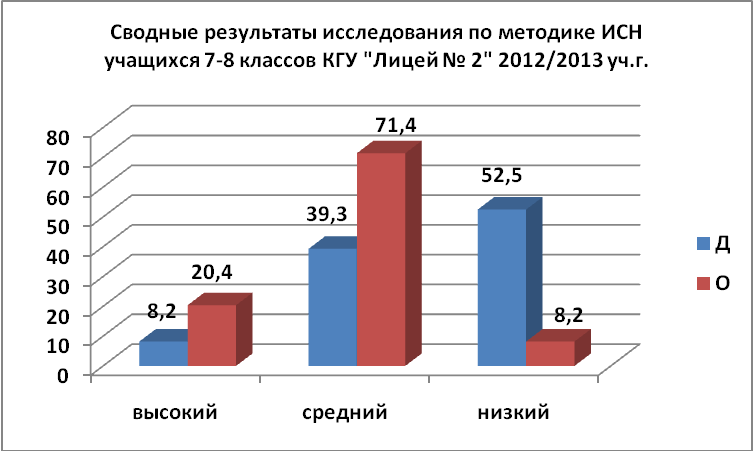 Сводные результаты исследования по методике ИСН
учащихся 7-8 классов КГУ "Лицей № 2" 2012/2013 уч.г.
80
70
60
50
40
30
20
10
0
8,2
20,4
39,3
71,4
52,5
8,2
высокий
средний
низкий
Д
О